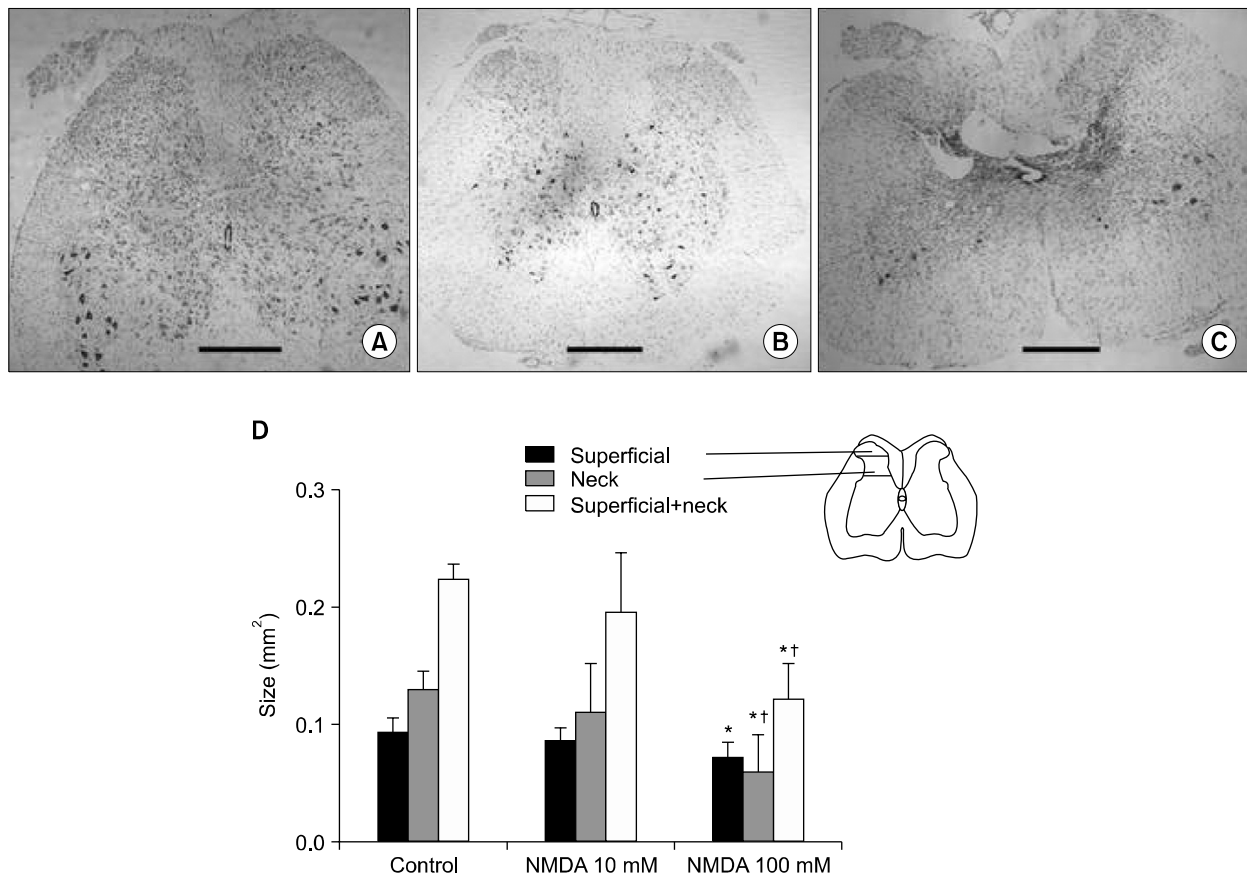 A
B
C
D
Superficial
Neck
Superficial+neck
Size (mm²)
0.3
0.2
0.1
0.0
*
*†
*†
Control
NMDA 10 mM
NMDA 100 mM